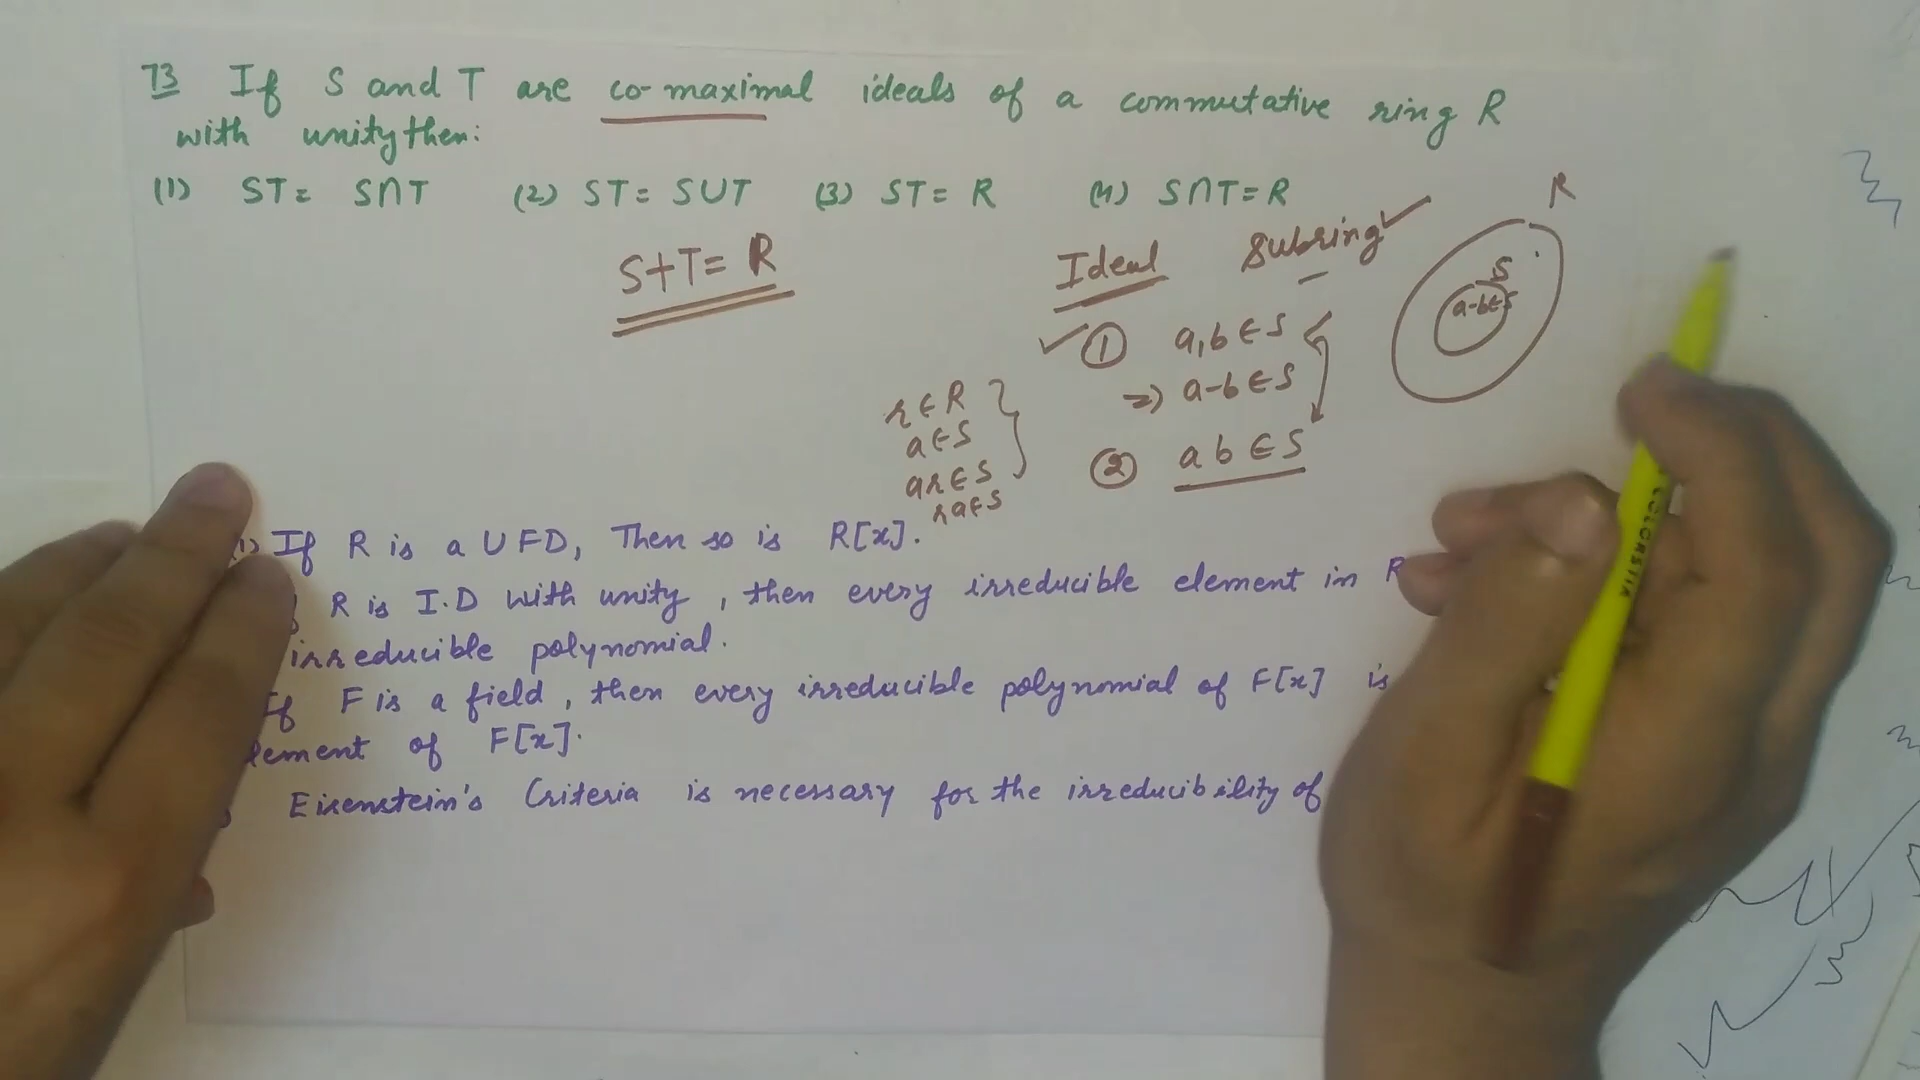 73 If S and T are co-maximal ideals of a commutative ring R
with unity then:
(1) ST = S∩T (2) ST = S∪T (3) ST = R (4) S∩T = R
S+T = R
Ideal Subring
R
S
a-b∈S
① a,b ∈ S
⇒ a-b ∈ S
② ab ∈ S
r ∈ R
a ∈ S
ar ∈ S
ra ∈ S
(1) If R is a UFD, Then so is R[x].
R is I.D with unity, then every irreducible element in R
irreducible polynomial.
If F is a field, then every irreducible polynomial of F[x] is
lement of F[x].
Eisenstein's Criteria is necessary for the irreducibility of